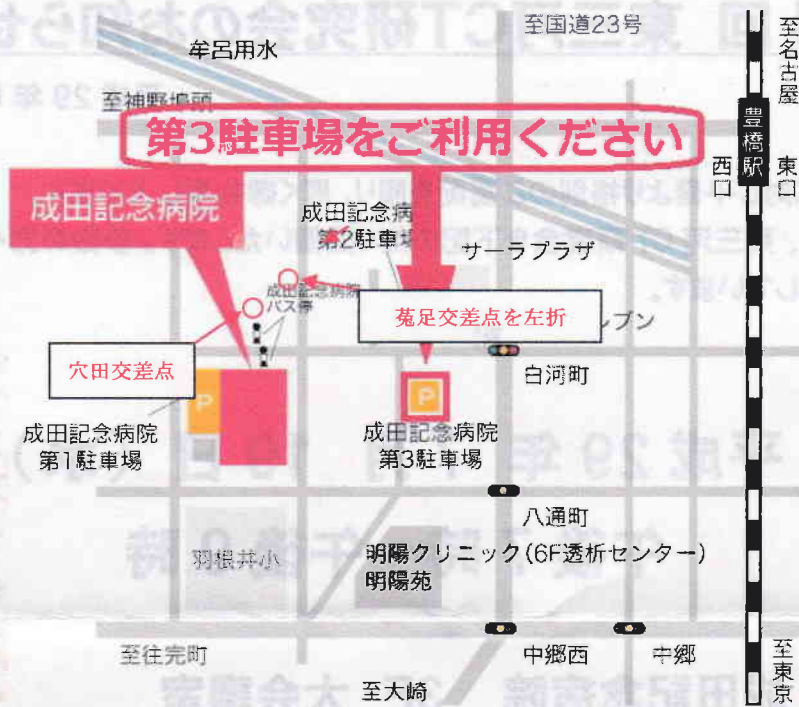 至国道23号
至名古屋
牟呂用水
至神野埠頭
豊橋駅
西口
東口
第3駐車場をご利用ください
成田記念病院
成田記念病
第2駐車場
サーラプラザ
成田記念病院
バス停
菟足交差点を左折
ブン
穴田交差点
白河町
P
P
成田記念病院
第1駐車場
成田記念病院
第3駐車場
八通町
羽根井小
明陽クリニック(6F透析センター)
明陽苑
至往完町
中郷西
中郷
至大崎
至東京